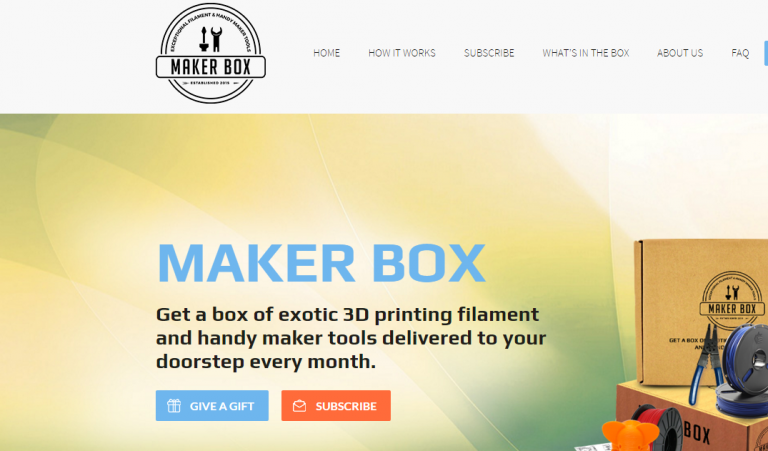 EXCEPTIONAL FILAMENT & HANDY MAKER TOOLS
MAKER BOX
ESTABLISHED 2015
HOME HOW IT WORKS SUBSCRIBE WHAT'S IN THE BOX ABOUT US FAQ
MAKER BOX
Get a box of exotic 3D printing filament
and handy maker tools delivered to your
doorstep every month.
GIVE A GIFT SUBSCRIBE
MAKER BOX
GET A BOX OF
BOX